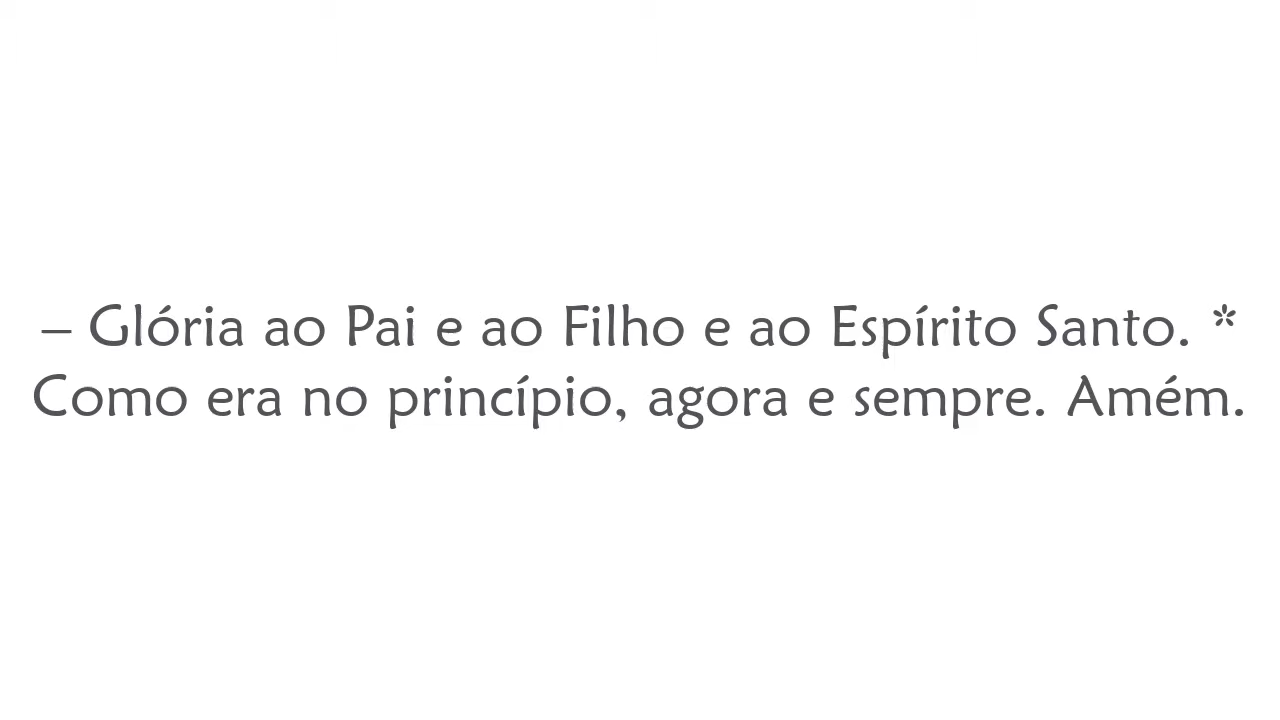 – Glória ao Pai e ao Filho e ao Espírito Santo. *
Como era no princípio, agora e sempre. Amém.